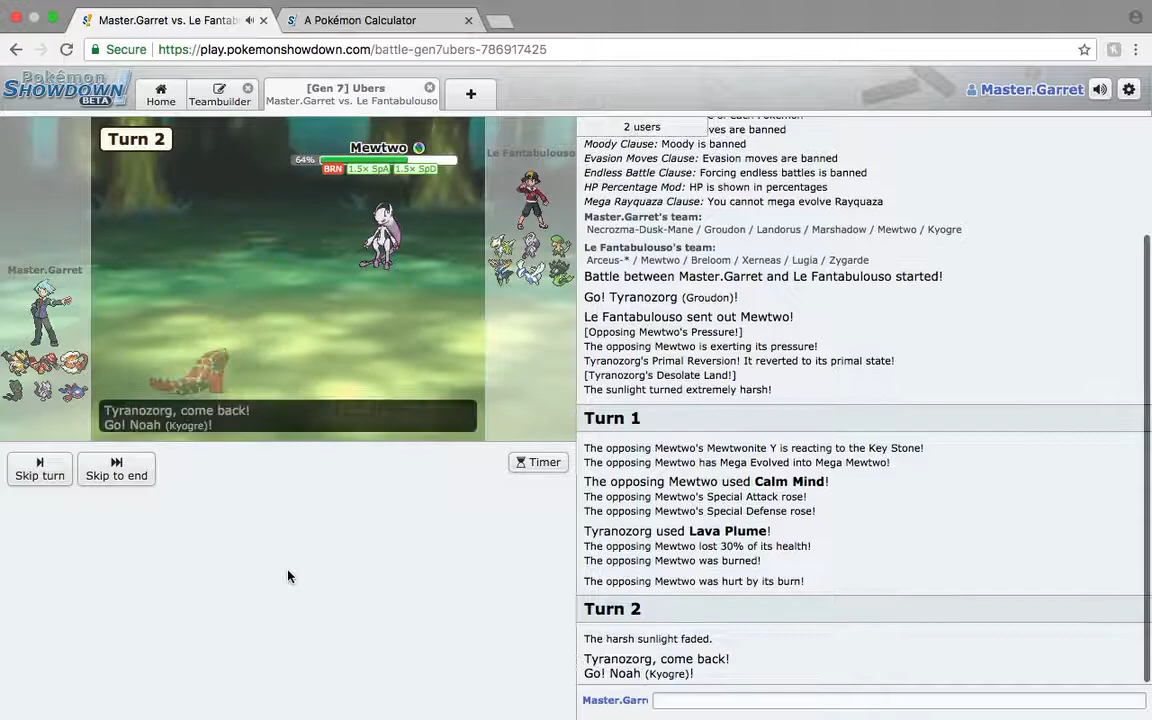 Master.Garret vs. Le Fantab
A Pokémon Calculator
Secure
https://play.pokemonshowdown.com/battle-gen7ubers-786917425
Pokémon
SHOWDOWN
BETA
Home
Teambuilder
[Gen 7] Ubers
Master.Garret vs. Le Fantabulouso
+
Master.Garret
Turn 2
Mewtwo
64%
BRN 1.5× SpA 1.5× SpD
Le Fantabulouso
Master.Garret
Tyranozorg, come back!
Go! Noah (Kyogre)!
Skip turn
Skip to end
Timer
2 users
ves are banned
Moody Clause: Moody is banned
Evasion Moves Clause: Evasion moves are banned
Endless Battle Clause: Forcing endless battles is banned
HP Percentage Mod: HP is shown in percentages
Mega Rayquaza Clause: You cannot mega evolve Rayquaza
Master.Garret's team:
Necrozma-Dusk-Mane / Groudon / Landorus / Marshadow / Mewtwo / Kyogre
Le Fantabulouso's team:
Arceus-* / Mewtwo / Breloom / Xerneas / Lugia / Zygarde
Battle between Master.Garret and Le Fantabulouso started!
Go! Tyranozorg (Groudon)!
Le Fantabulouso sent out Mewtwo!
[Opposing Mewtwo's Pressure!]
The opposing Mewtwo is exerting its pressure!
Tyranozorg's Primal Reversion! It reverted to its primal state!
[Tyranozorg's Desolate Land!]
The sunlight turned extremely harsh!
Turn 1
The opposing Mewtwo's Mewtwonite Y is reacting to the Key Stone!
The opposing Mewtwo has Mega Evolved into Mega Mewtwo!
The opposing Mewtwo used Calm Mind!
The opposing Mewtwo's Special Attack rose!
The opposing Mewtwo's Special Defense rose!
Tyranozorg used Lava Plume!
The opposing Mewtwo lost 30% of its health!
The opposing Mewtwo was burned!
The opposing Mewtwo was hurt by its burn!
Turn 2
The harsh sunlight faded.
Tyranozorg, come back!
Go! Noah (Kyogre)!
Master.Garr